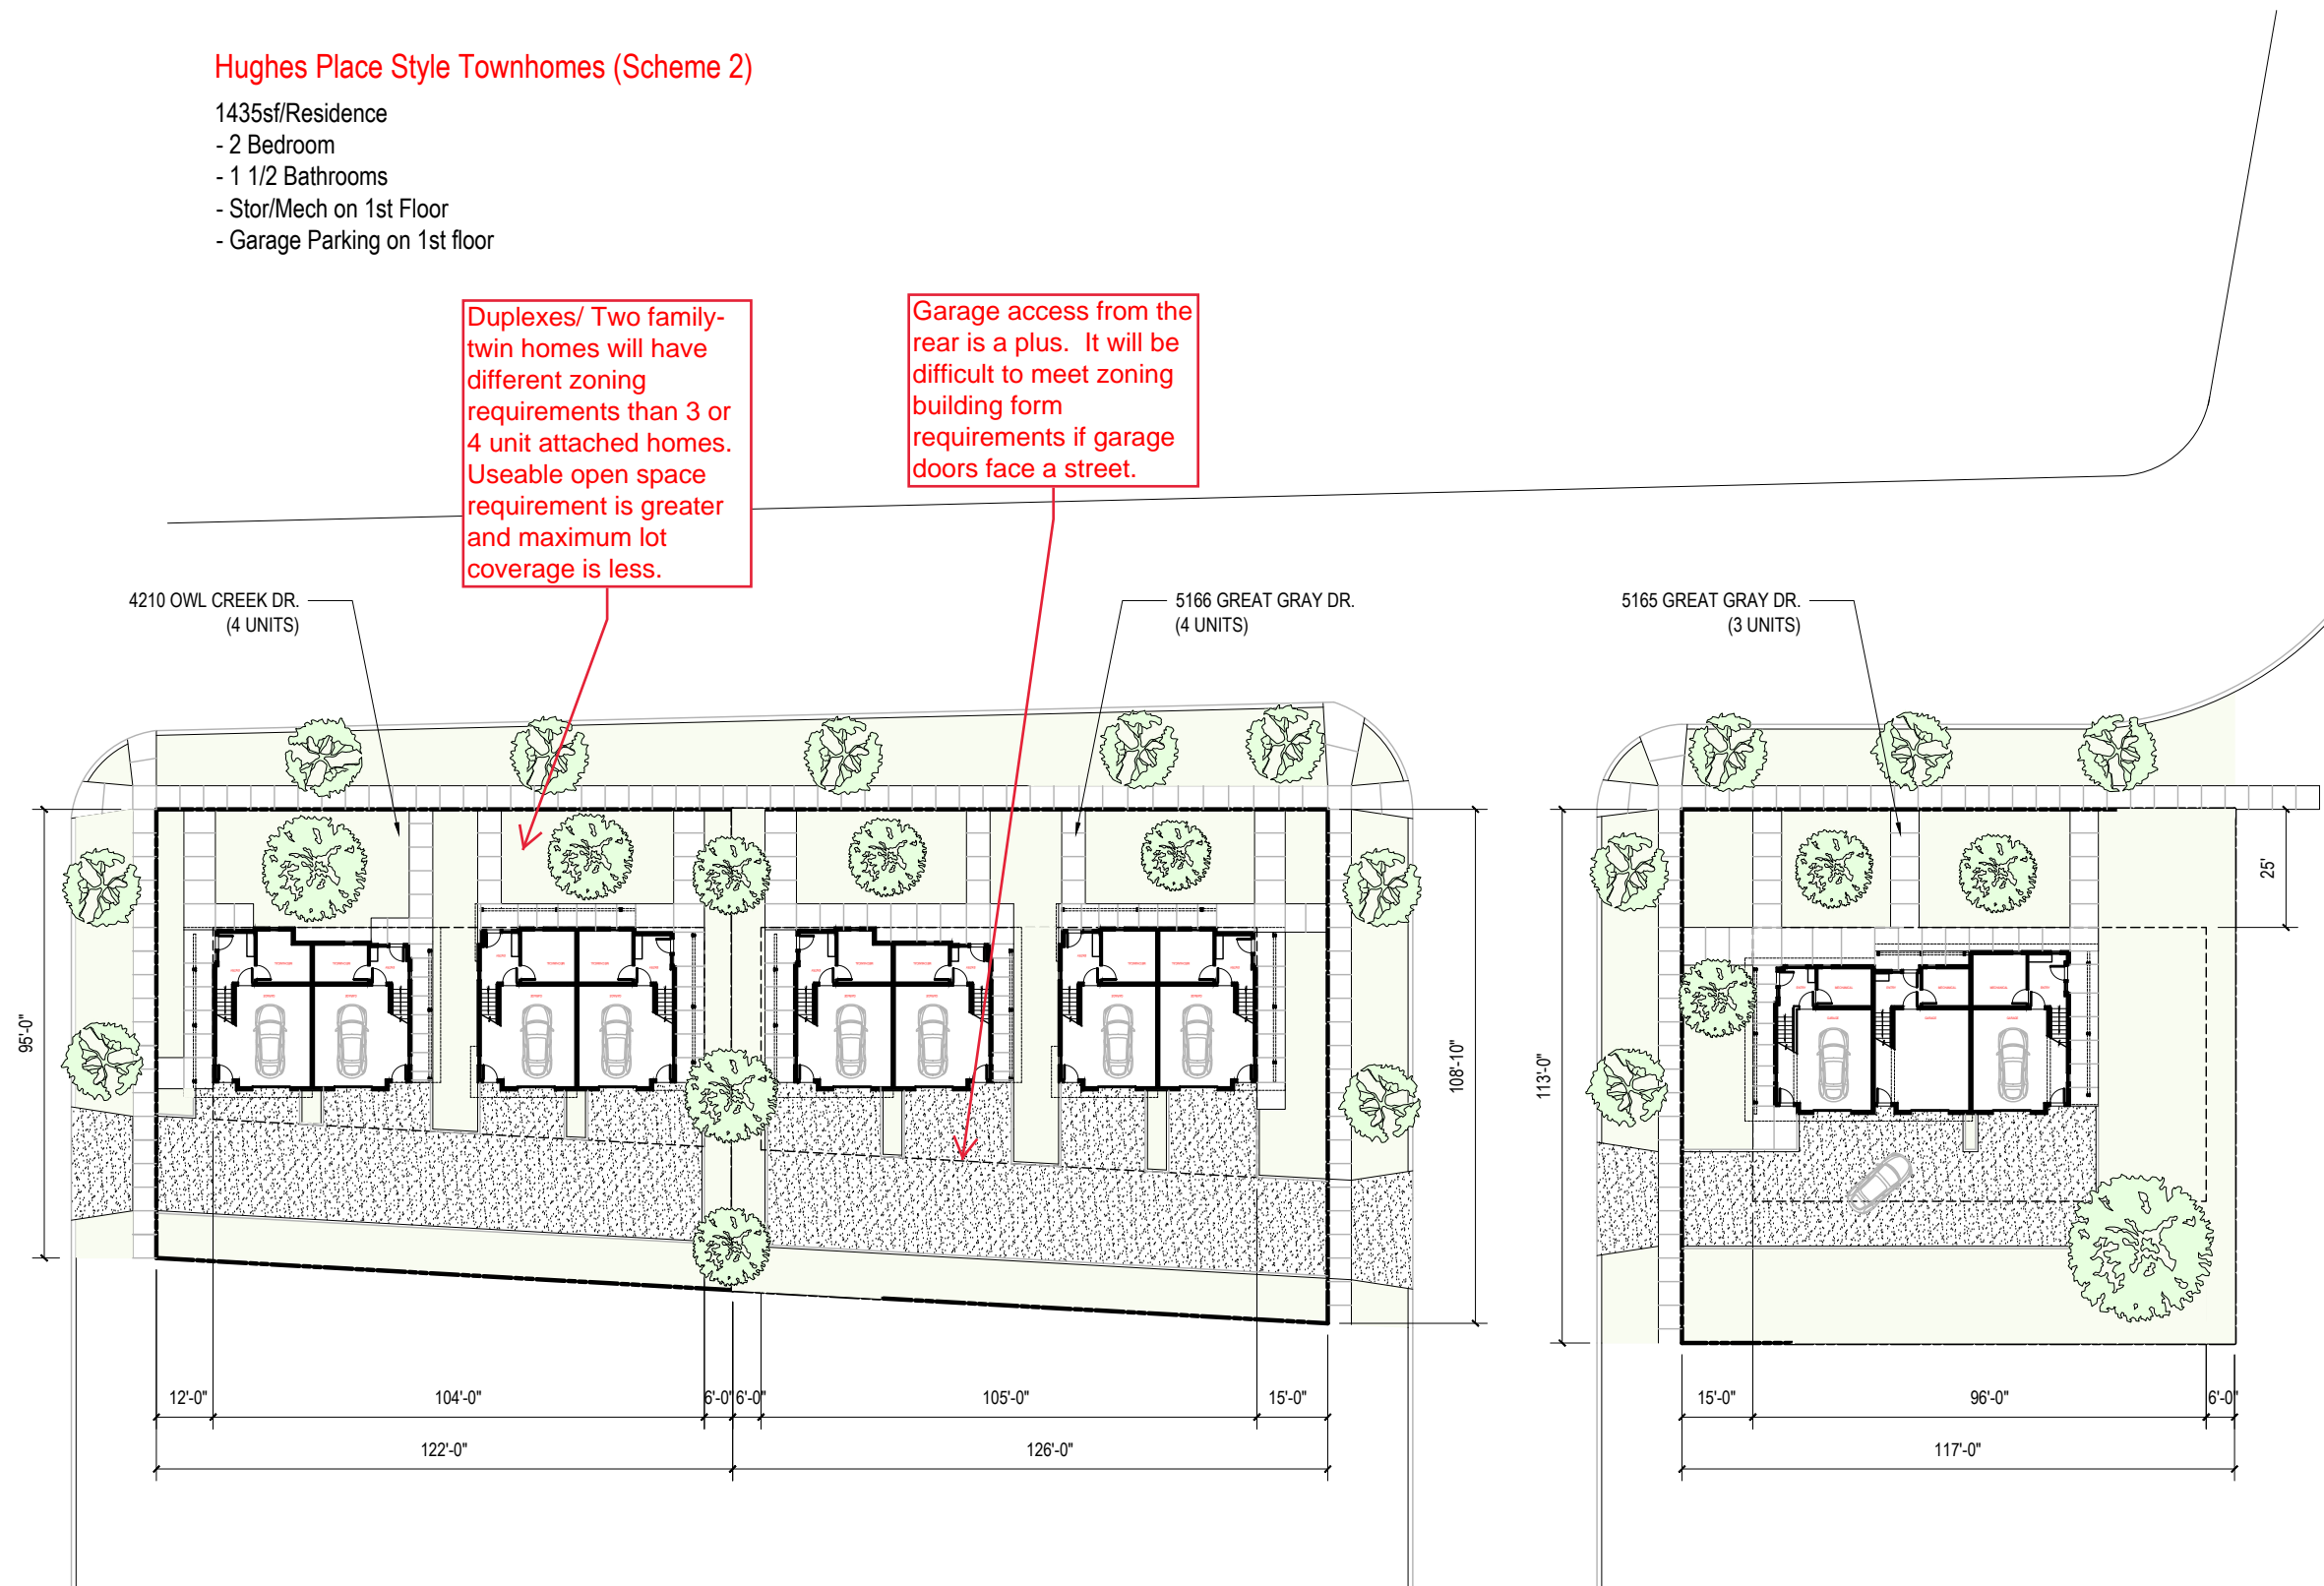 Hughes Place Style Townhomes (Scheme 2)
1435sf/Residence
- 2 Bedroom
- 1 1/2 Bathrooms
- Stor/Mech on 1st Floor
- Garage Parking on 1st floor
Duplexes/ Two family-
twin homes will have
different zoning
requirements than 3 or
4 unit attached homes.
Useable open space
requirement is greater
and maximum lot
coverage is less.
Garage access from the
rear is a plus.  It will be
difficult to meet zoning
building form
requirements if garage
doors face a street.
4210 OWL CREEK DR.
(4 UNITS)
5166 GREAT GRAY DR.
(4 UNITS)
5165 GREAT GRAY DR.
(3 UNITS)
95'-0"
108'-10"
113'-0"
25'
12'-0"
104'-0"
6'-0"
6'-0"
105'-0"
15'-0"
122'-0"
126'-0"
15'-0"
96'-0"
6'-0"
117'-0"